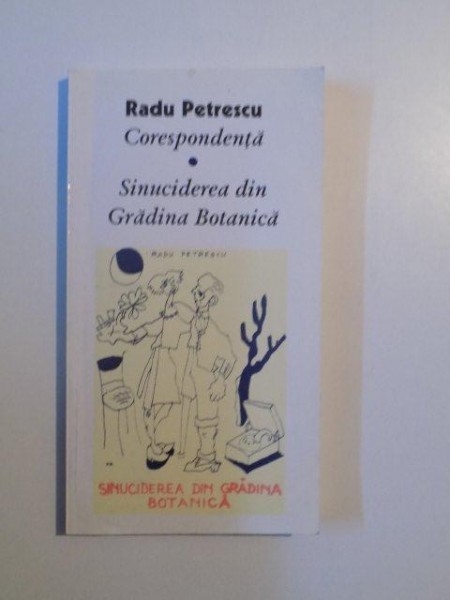 Radu Petrescu
Corespondență
•
Sinuciderea din
Grădina Botanică
RADU PETRESCU
SINUCIDEREA DIN GRĂDINA
BOTANICĂ